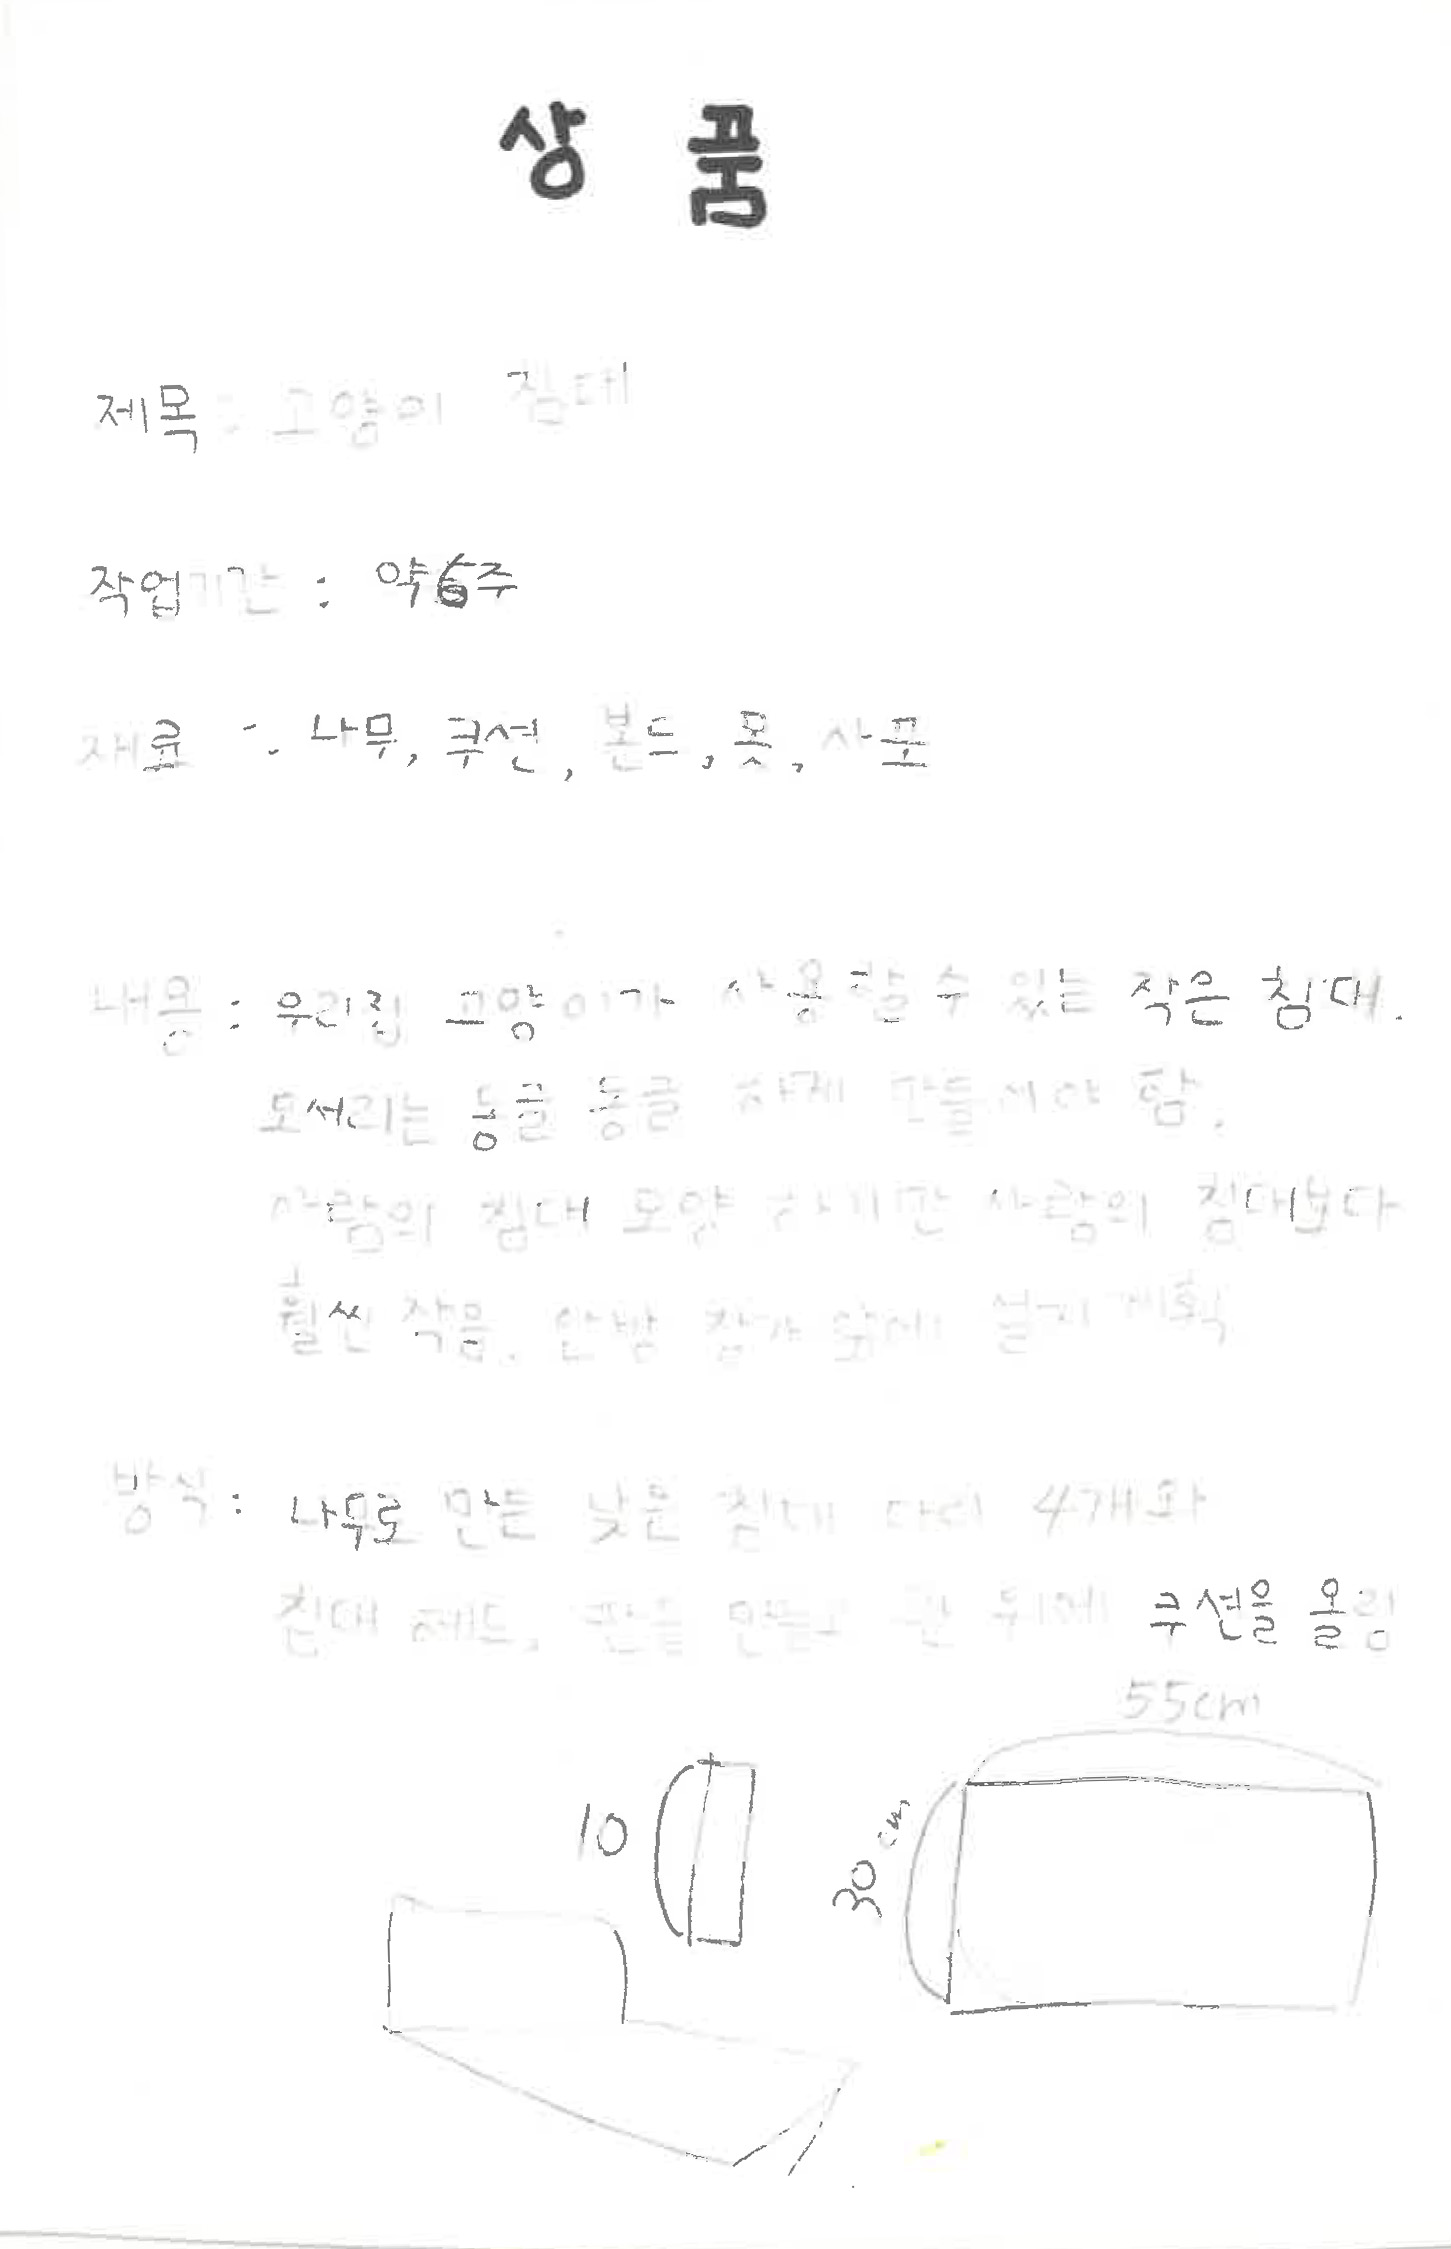 상 품
제목 : 고양이 침대
작업기간 : 약6주
재료 : 나무, 쿠션, 본드, 못, 사포
내용 : 우리집 고양이가 사용할 수 있는 작은 침대.
모서리는 둥글 둥글 하게 만들어야 함.
사람의 침대 모양 하지만 사람의 침대보다
훨씬 작음. 안방 창가 앞에 설치 계획
방식 : 나무로 만든 낮은 침대 다리 4개와
침대 헤드, 판을 만들고 판 위에 쿠션을 올림
55cm
10
30cm